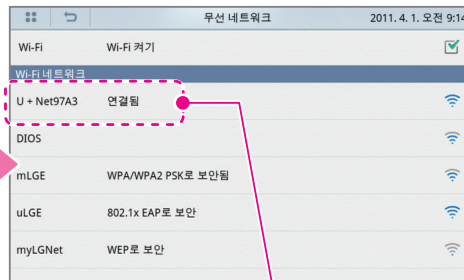 무선 네트워크 2011. 4. 1. 오전 9:14
Wi-Fi Wi-Fi 켜기
Wi-Fi 네트워크
U + Net97A3 연결됨
DIOS
mLGE WPA/WPA2 PSK로 보안됨
uLGE 802.1x EAP로 보안
myLGNet WEP로 보안